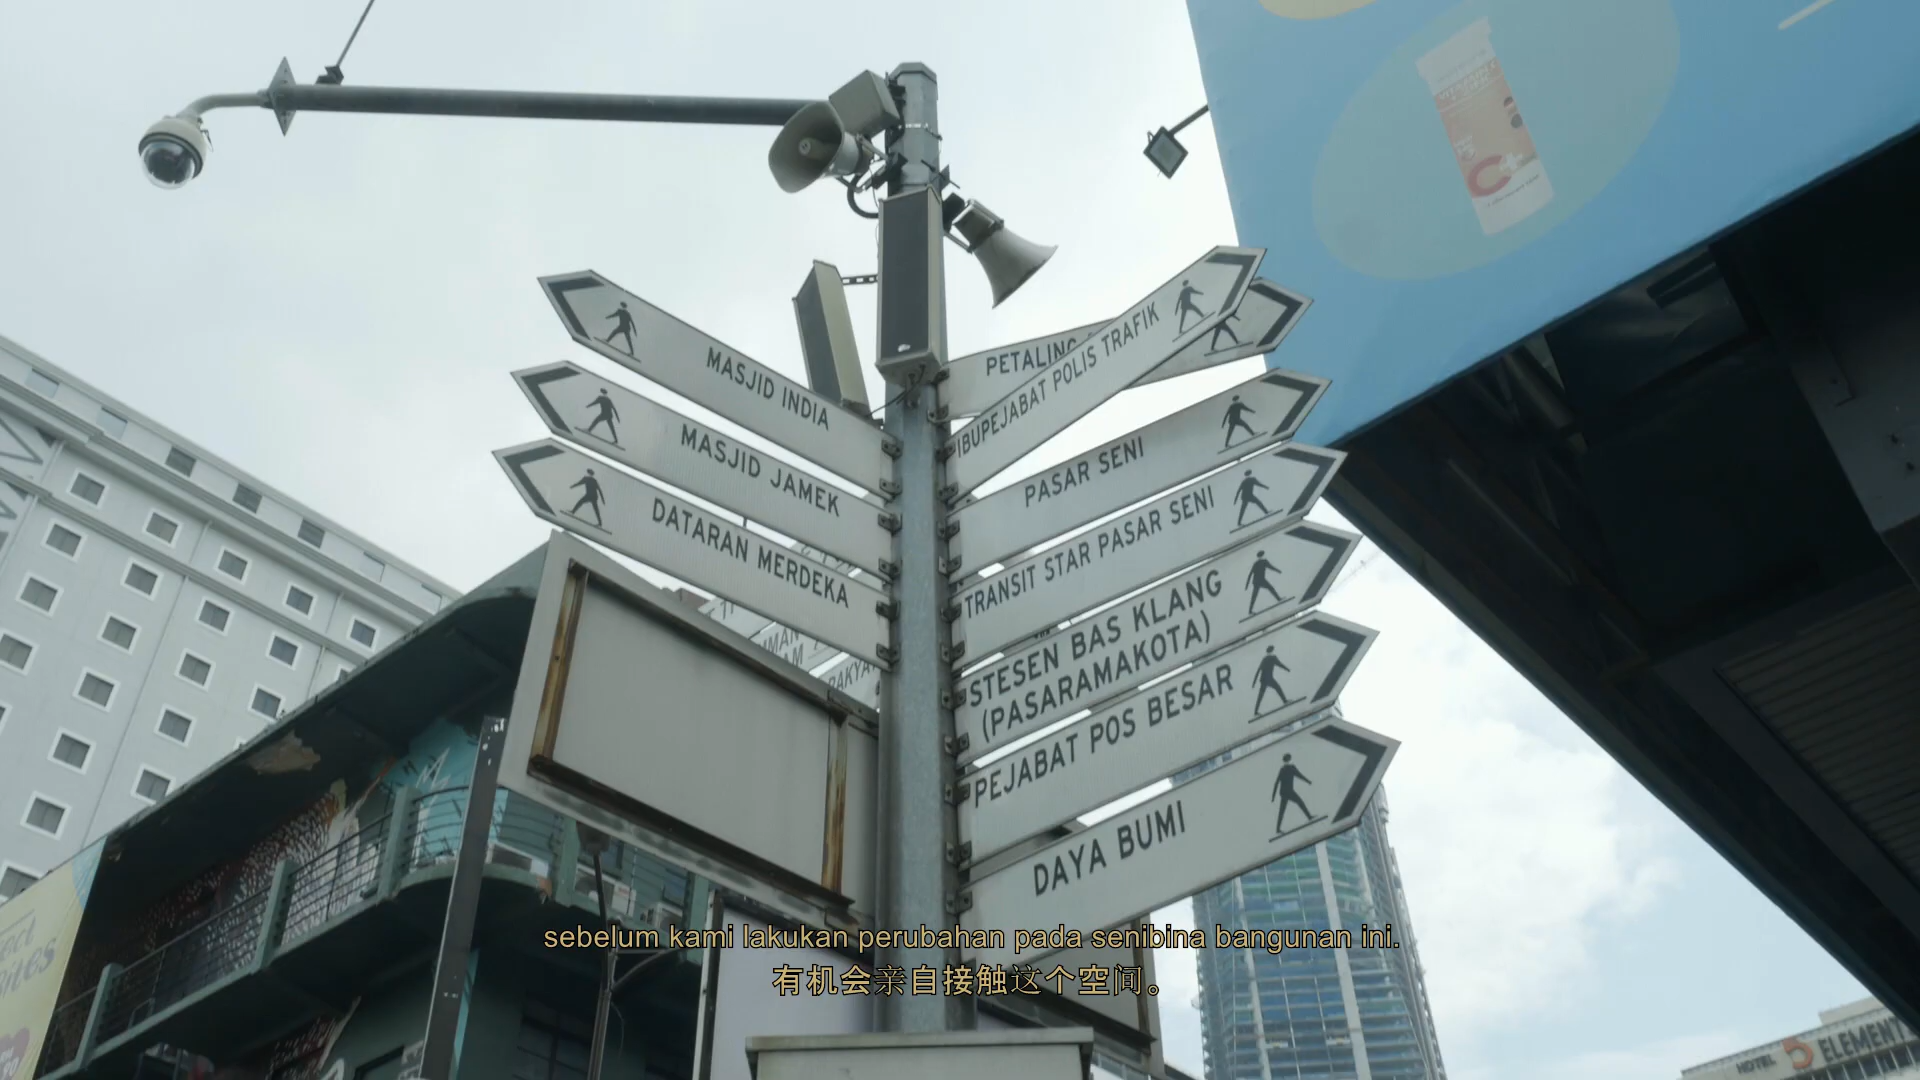 MASJID INDIA
MASJID JAMEK
DATARAN MERDEKA
PETALING
IBUPEJABAT POLIS TRAFIK
PASAR SENI
TRANSIT STAR PASAR SENI
STESEN BAS KLANG
(PASARAMAKOTA)
PEJABAT POS BESAR
DAYA BUMI
RAKYAT
HOTEL 5 ELEMENT
sebelum kami lakukan perubahan pada senibina bangunan ini.
有机会亲自接触这个空间。